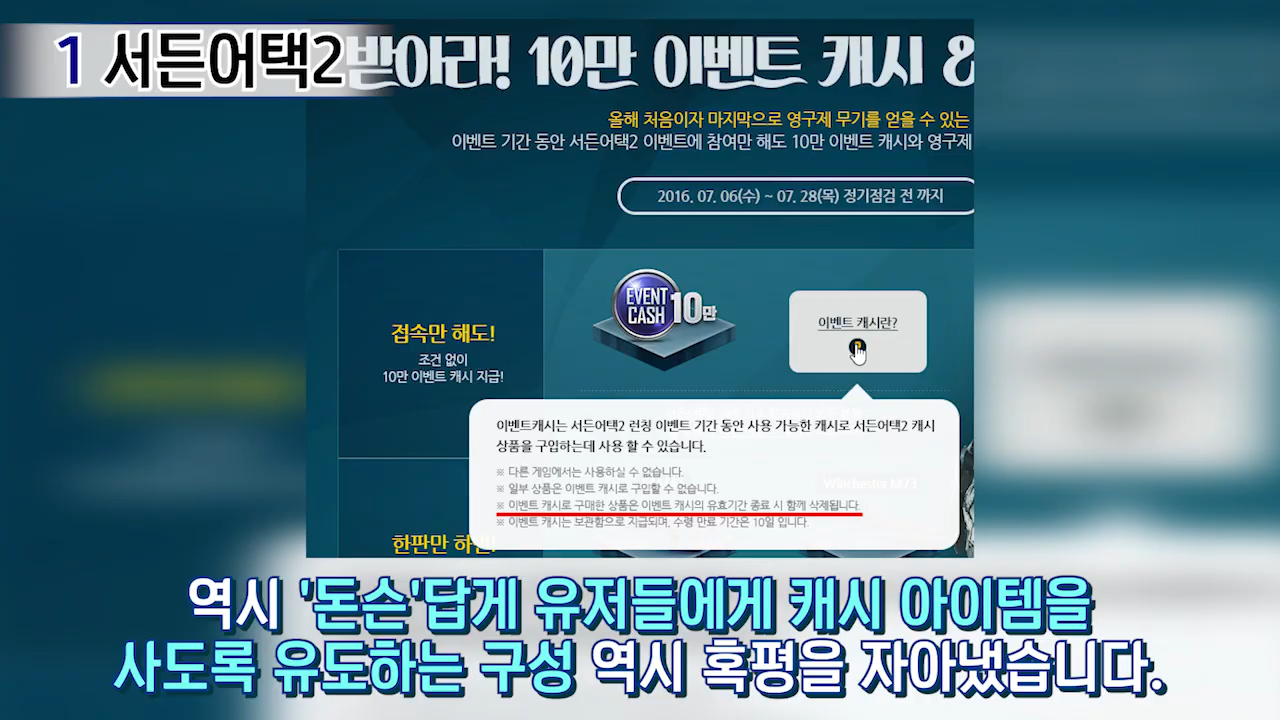 1 서든어택2
받아라! 10만 이벤트 캐시 &
올해 처음이자 마지막으로 영구제 무기를 얻을 수 있는
이벤트 기간 동안 서든어택2 이벤트에 참여만 해도 10만 이벤트 캐시와 영구제
2016. 07. 06(수) ~ 07. 28(목) 정기점검 전 까지
접속만 해도!
조건 없이
10만 이벤트 캐시 지급!
EVENT
CASH 10만
이벤트 캐시란?
이벤트캐시는 서든어택2 런칭 이벤트 기간 동안 사용 가능한 캐시로 서든어택2 캐시
상품을 구입하는데 사용 할 수 있습니다.
※ 다른 게임에서는 사용하실 수 없습니다.
※ 일부 상품은 이벤트 캐시로 구입할 수 없습니다.
Winchester M73
※ 이벤트 캐시로 구매한 상품은 이벤트 캐시의 유효기간 종료 시 함께 삭제됩니다.
※ 이벤트 캐시는 보관함으로 지급되며, 수령 만료 기간은 10일 입니다.
한판만 하면!
역시 '돈슨'답게 유저들에게 캐시 아이템을
사도록 유도하는 구성 역시 혹평을 자아냈습니다.